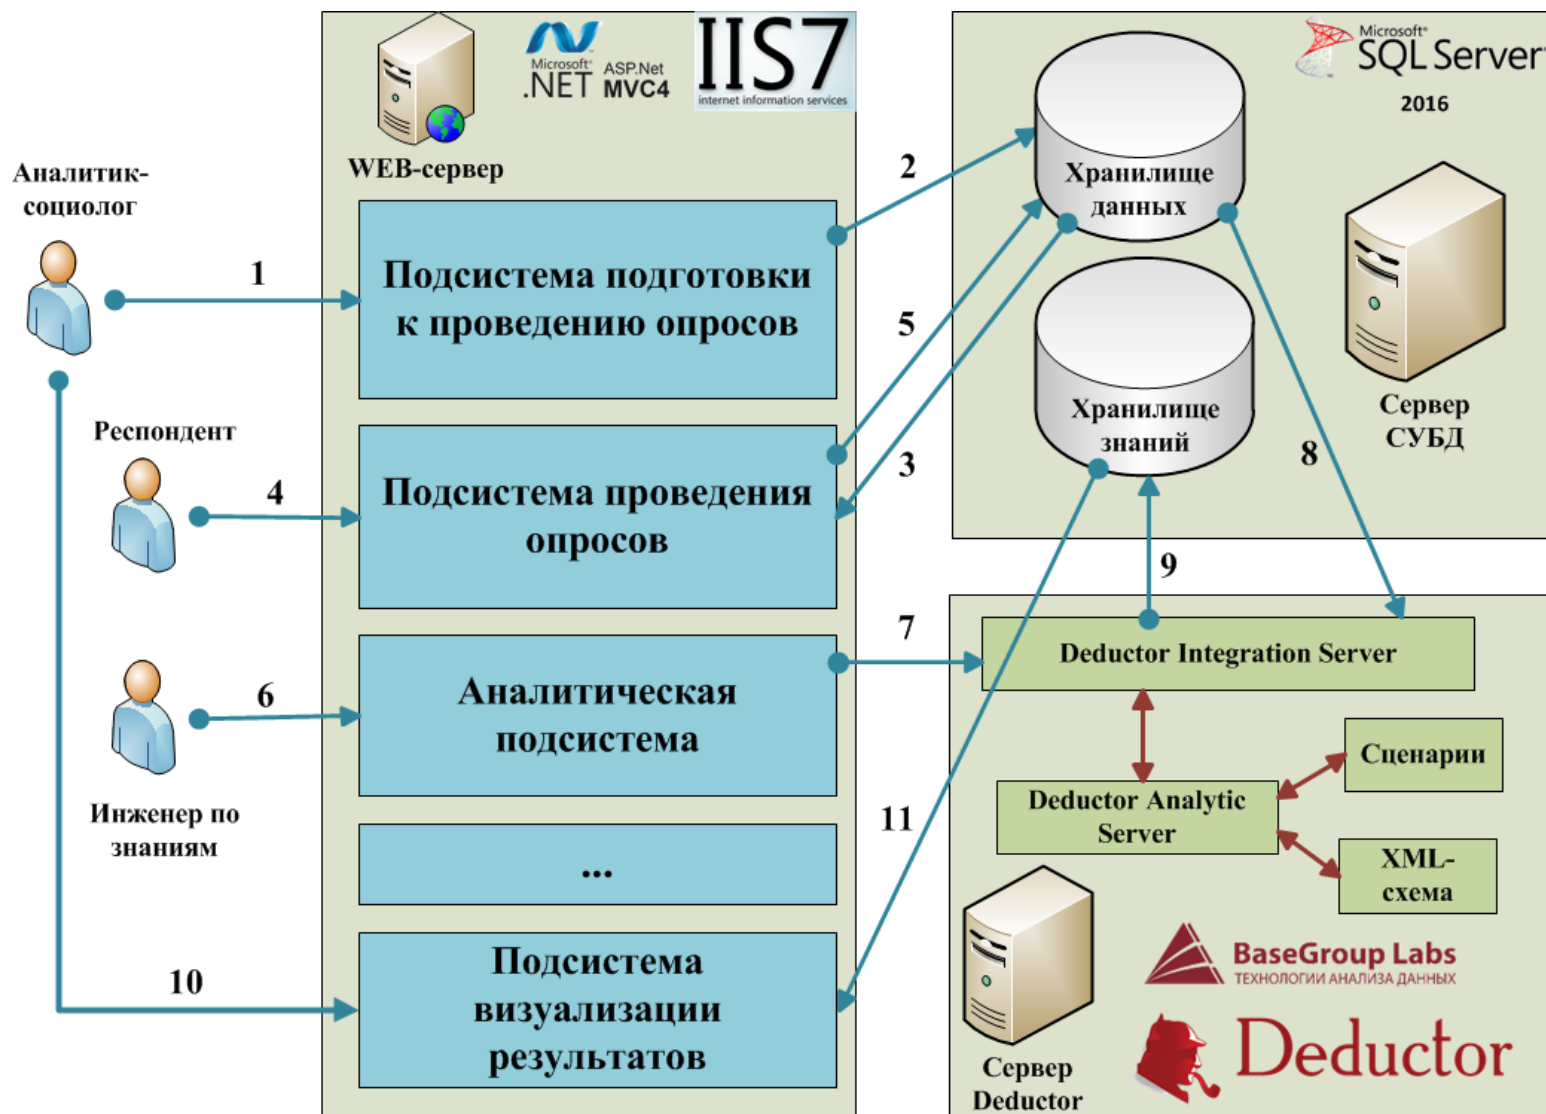 Microsoft®
.NET
ASP.Net
MVC4
IIS7
internet information services
WEB-сервер
Microsoft®
SQL Server®
2016
Аналитик-
социолог
1
Подсистема подготовки
к проведению опросов
2
Хранилище
данных
5
Хранилище
знаний
3
8
Сервер
СУБД
Респондент
4
Подсистема проведения
опросов
9
7
Deductor Integration Server
6
Аналитическая
подсистема
Инженер по
знаниям
11
Deductor Analytic
Server
Сценарии
XML-
схема
...
10
Подсистема
визуализации
результатов
BaseGroup Labs
ТЕХНОЛОГИИ АНАЛИЗА ДАННЫХ
Deductor
Сервер
Deductor